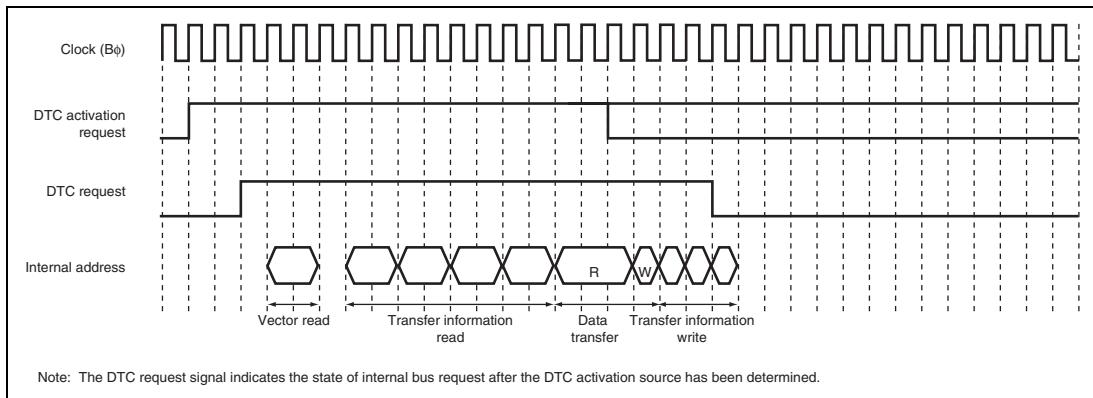 Clock (Bφ)
DTC activation
request
DTC request
Internal address
R
W
Vector read
Transfer information
read
Data
transfer
Transfer information
write
Note: The DTC request signal indicates the state of internal bus request after the DTC activation source has been determined.